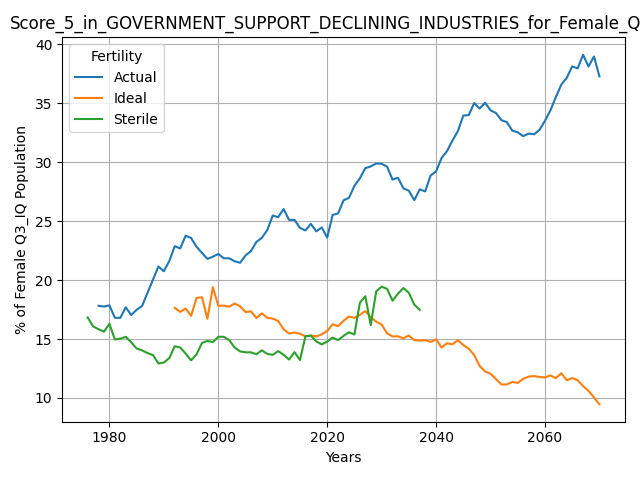 Score_5_in_GOVERNMENT_SUPPORT_DECLINING_INDUSTRIES_for_Female_Q
Fertility
Actual
Ideal
Sterile
% of Female Q3_IQ Population
40
35
30
25
20
15
10
1980
2000
2020
2040
2060
Years